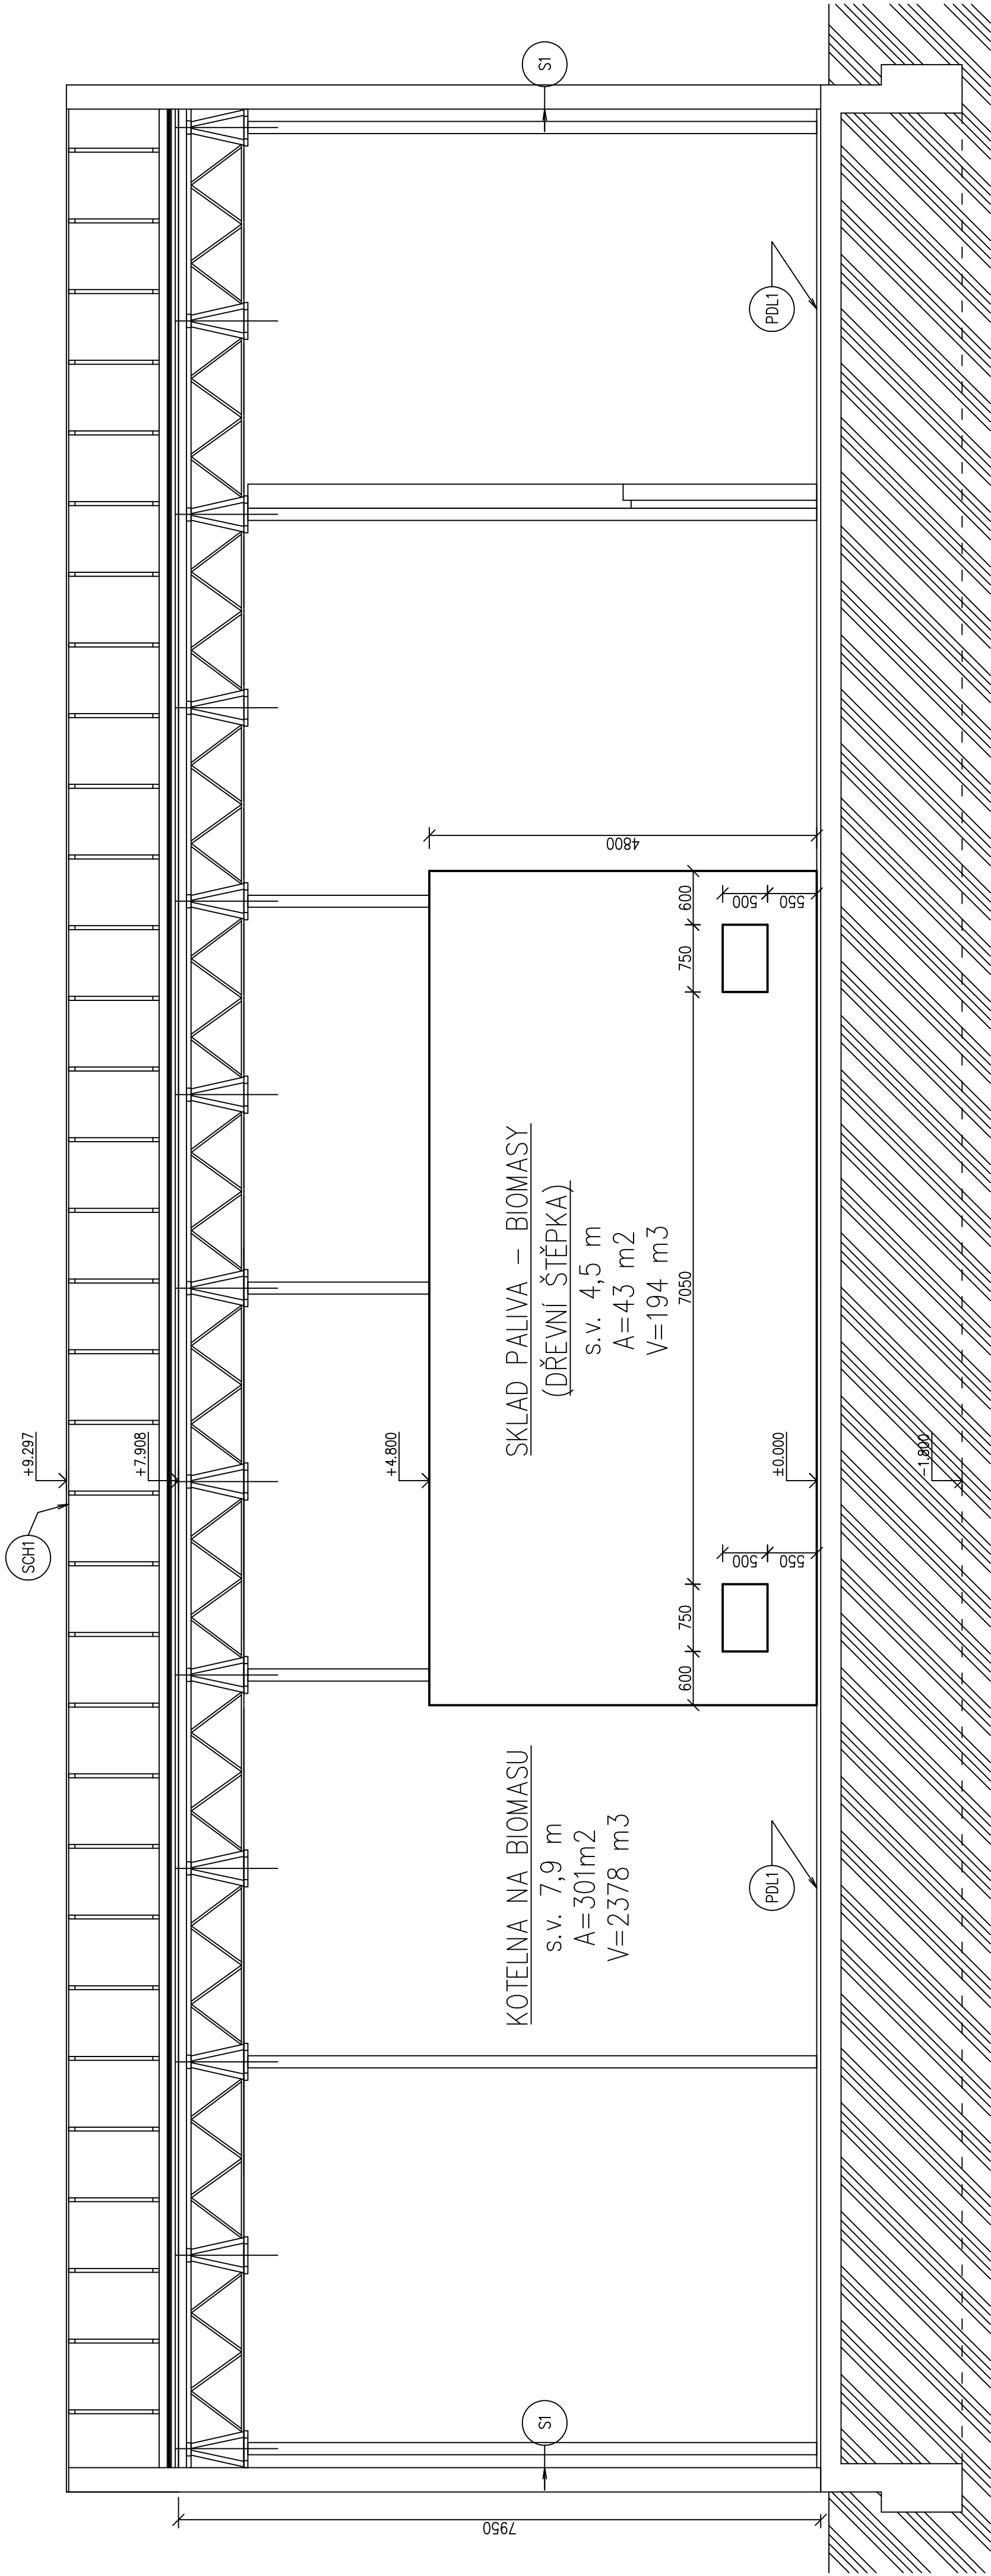 SCH1
+9.297
+7.908
+4.800
±0.000
-1.800
7950
S1
S1
KOTELNA NA BIOMASU
s.v. 7,9 m
A=301m2
V=2378 m3
PDL1
SKLAD PALIVA – BIOMASY
(DŘEVNÍ ŠTĚPKA)
s.v. 4,5 m
A=43 m2
V=194 m3
600
750
7050
750
600
500
550
500
550
4800
PDL1